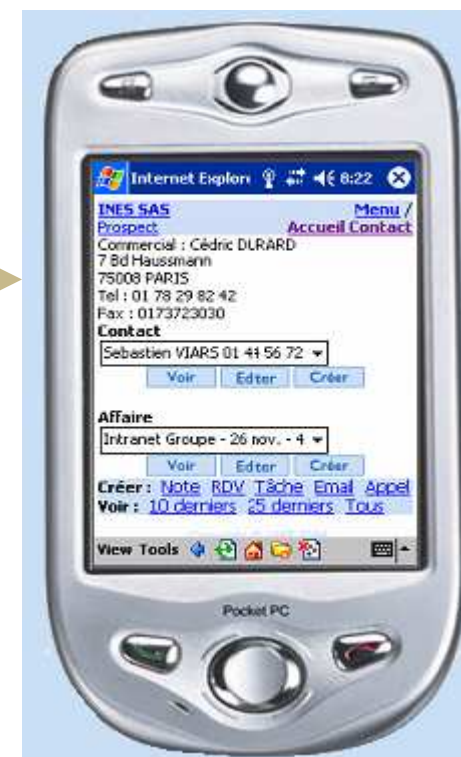 Internet Explor 8:22
INES SAS Menu /
Prospect Accueil Contact
Commercial : Cédric DURARD
7 Bd Haussmann
75008 PARIS
Tel : 01 78 29 82 42
Fax : 0173723030
Contact
Sebastien VIARS 01 44 56 72
Voir Editer Créer
Affaire
Intranet Groupe - 26 nov. - 4
Voir Editer Créer
Créer : Note RDV Tâche Email Appel
Voir : 10 derniers 25 derniers Tous
View Tools
Pocket PC